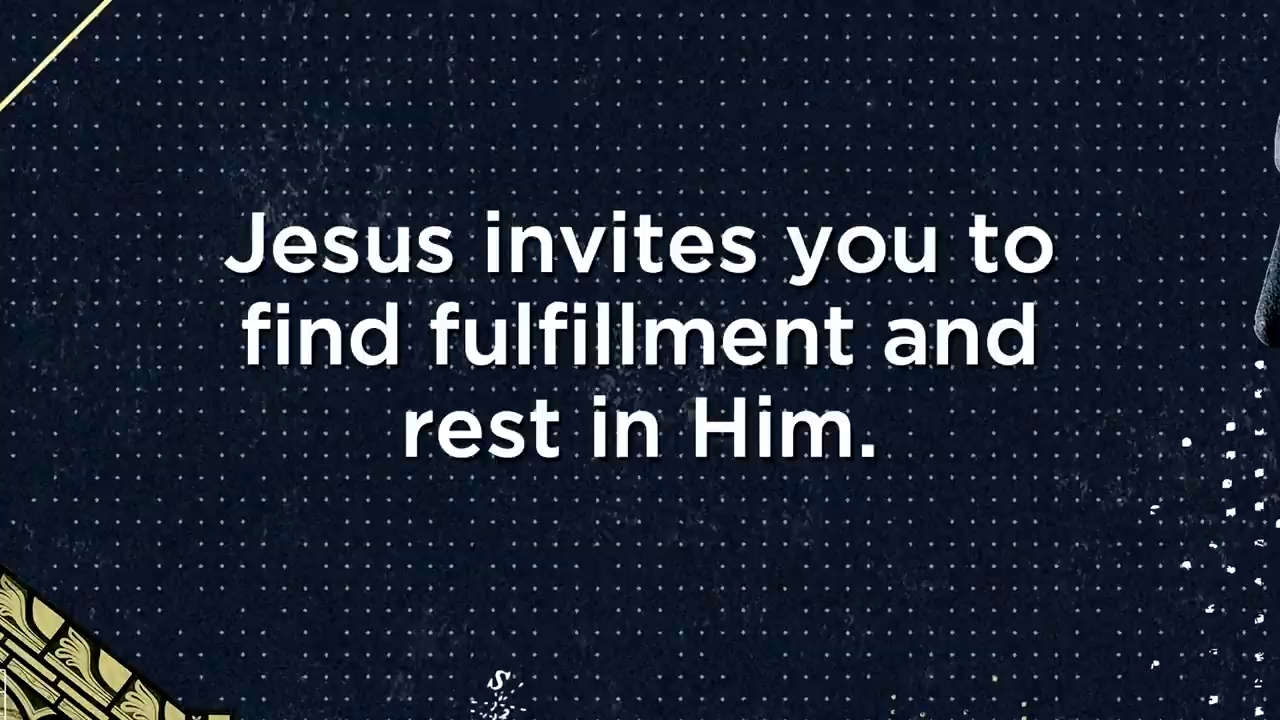 Jesus invites you to
find fulfillment and
rest in Him.
S